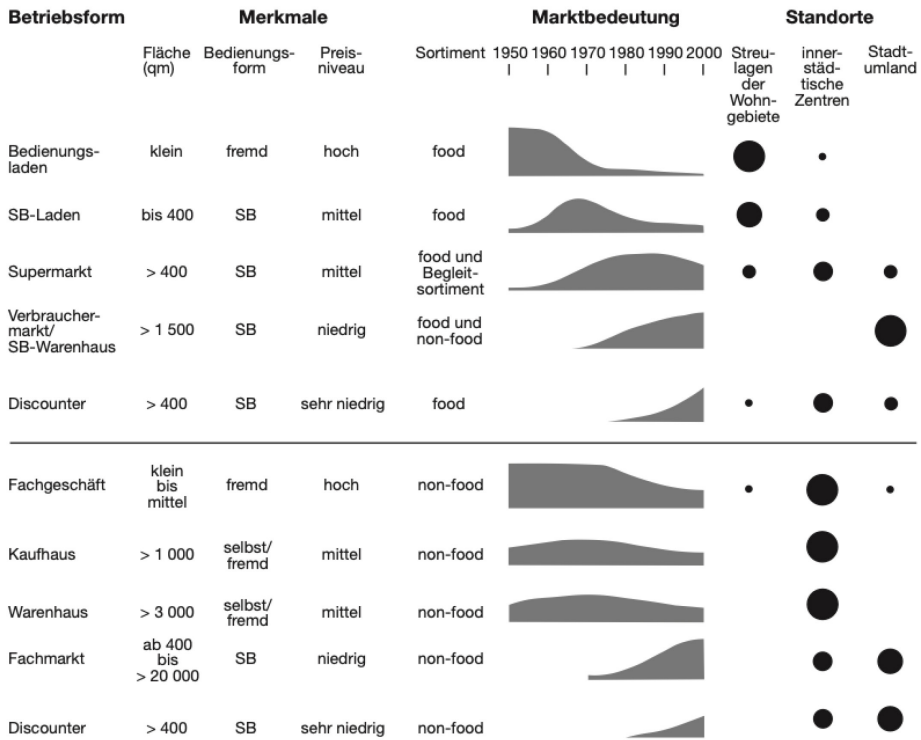 Betriebsform Merkmale Marktbedeutung Standorte
Fläche Bedienungs- Preis- Sortiment 1950 1960 1970 1980 1990 2000 Streu- inner- Stadt-
(qm) form niveau lagen städ- umland
der tische
Wohn- Zentren
gebiete
Bedienungs- klein fremd hoch food
laden
SB-Laden bis 400 SB mittel food
food und
Supermarkt > 400 SB mittel Begleit-
sortiment
Verbraucher-
markt/ > 1 500 SB niedrig food und
SB-Warenhaus non-food
Discounter > 400 SB sehr niedrig food
klein
Fachgeschäft bis fremd hoch non-food
mittel
Kaufhaus > 1 000 selbst/ mittel non-food
fremd
Warenhaus > 3 000 selbst/ mittel non-food
fremd
ab 400
Fachmarkt bis SB niedrig non-food
> 20 000
Discounter > 400 SB sehr niedrig non-food